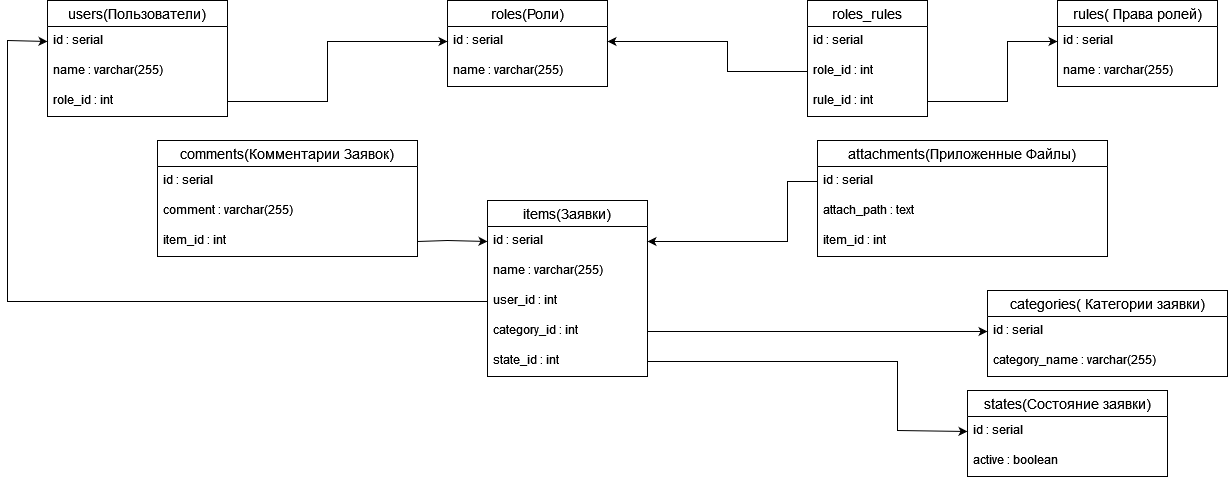 users(Пользователи)
id : serial
name : varchar(255)
role_id : int
roles(Роли)
id : serial
name : varchar(255)
roles_rules
id : serial
role_id : int
rule_id : int
rules( Права ролей)
id : serial
name : varchar(255)
comments(Комментарии Заявок)
id : serial
comment : varchar(255)
item_id : int
items(Заявки)
id : serial
name : varchar(255)
user_id : int
category_id : int
state_id : int
attachments(Приложенные Файлы)
id : serial
attach_path : text
item_id : int
categories( Категории заявки)
id : serial
category_name : varchar(255)
states(Состояние заявки)
id : serial
active : boolean